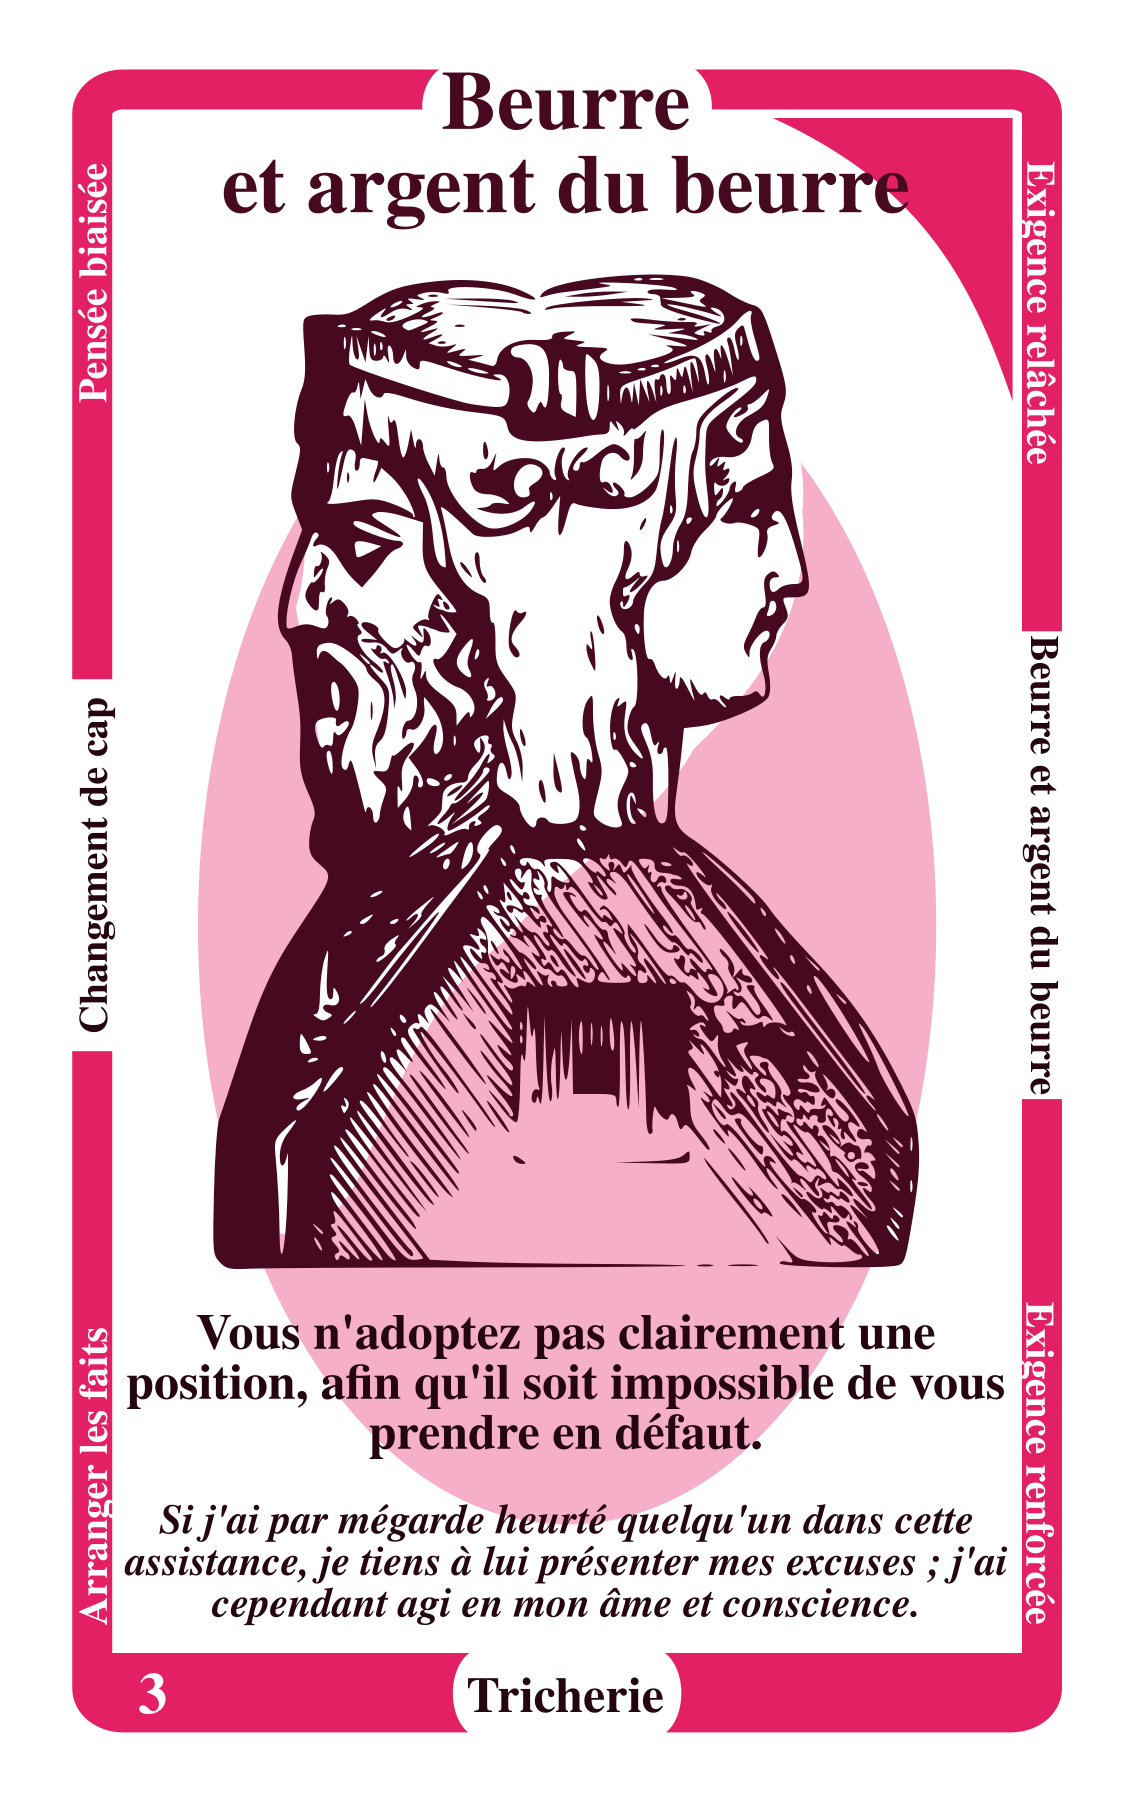 Beurre
et argent du beurre
Pensée biaisée
Changement de cap
Arranger les faits
Exigence relâchée
Beurre et argent du beurre
Exigence renforcée
Vous n'adoptez pas clairement une
position, afin qu'il soit impossible de vous
prendre en défaut.
Si j'ai par mégarde heurté quelqu'un dans cette
assistance, je tiens à lui présenter mes excuses ; j'ai
cependant agi en mon âme et conscience.
3
Tricherie